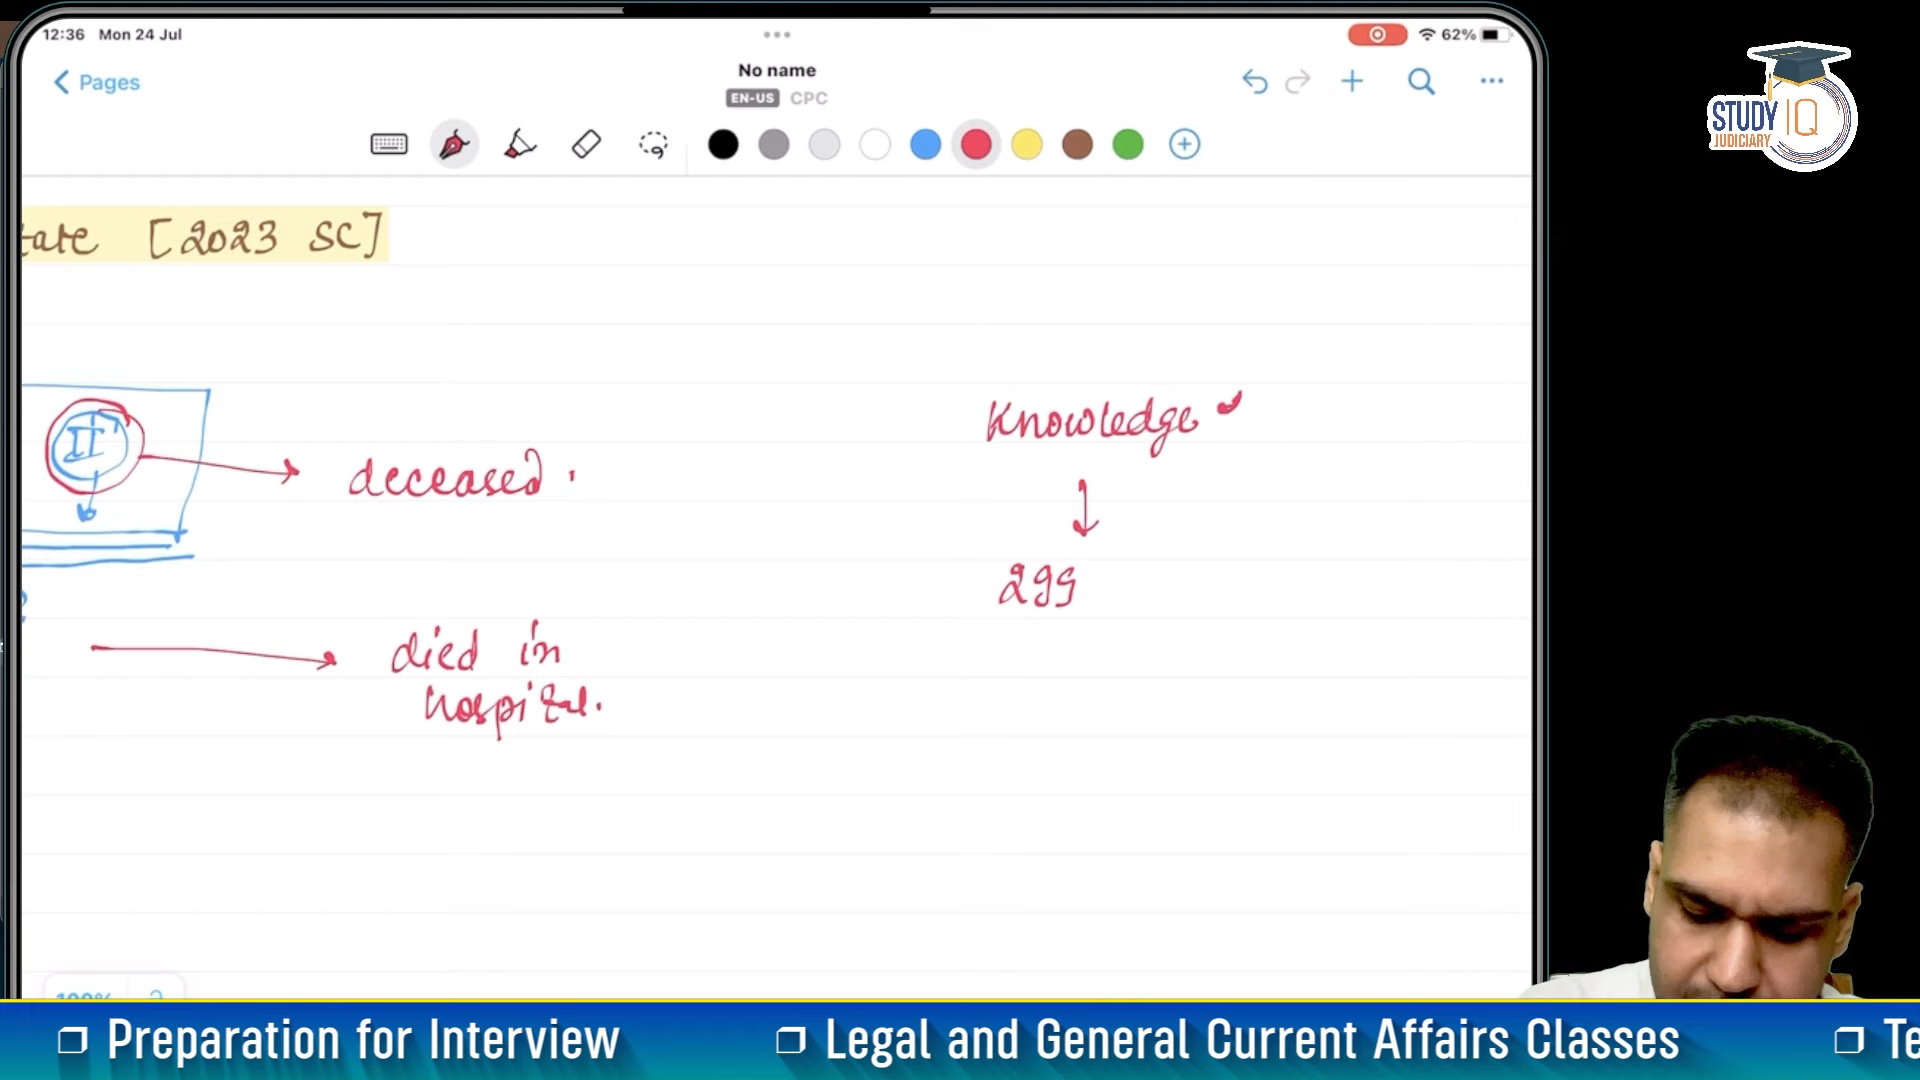 12:36 Mon 24 Jul
62%
Pages
No name
EN-US CPC
STUDY IQ
JUDICIARY
tate [2023 SC]
Knowledge
II
deceased.
299
died in
hospital.
Preparation for Interview
Legal and General Current Affairs Classes
Te